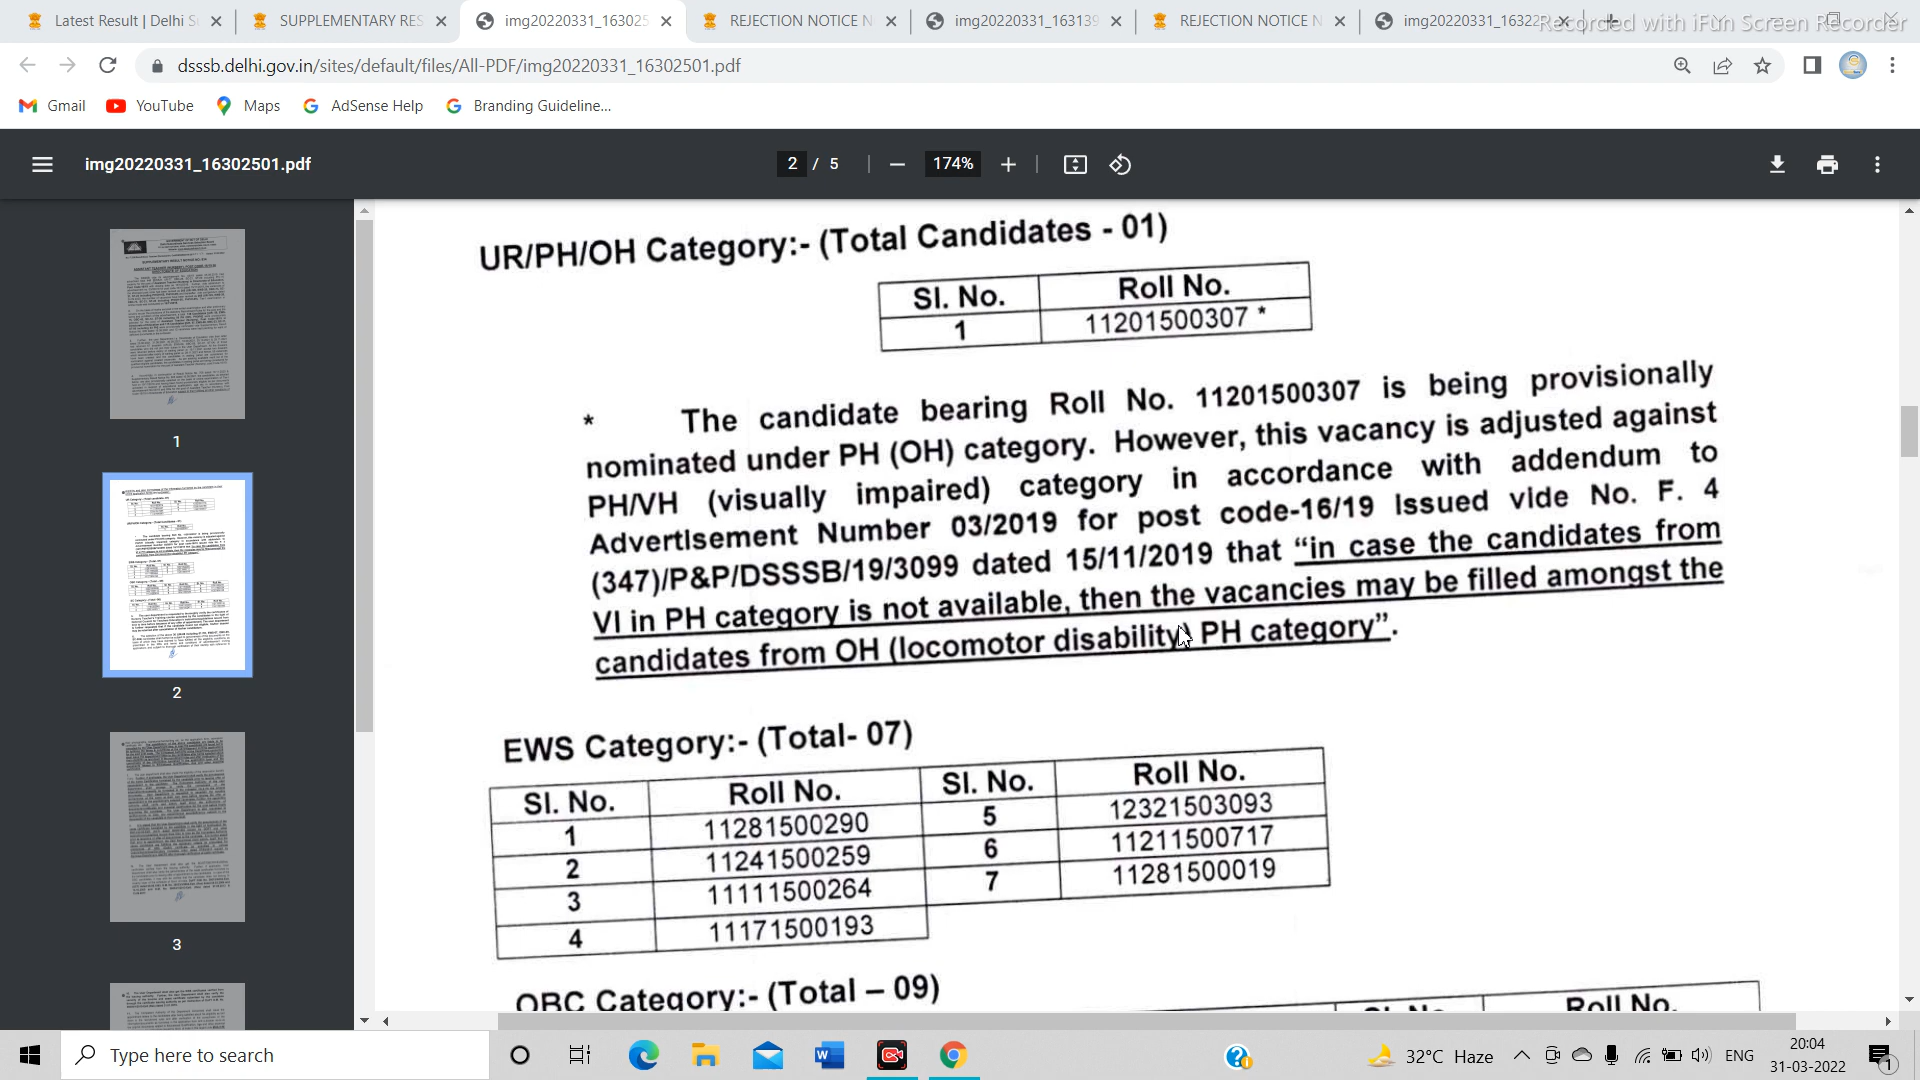 Latest Result | Delhi S
SUPPLEMENTARY RES
img20220331_163025
REJECTION NOTICE N
img20220331_163139
REJECTION NOTICE N
img20220331_16322
Recorded with iFun Screen Recorder
dsssb.delhi.gov.in/sites/default/files/All-PDF/img20220331_16302501.pdf
Gmail
YouTube
Maps
AdSense Help
Branding Guideline...
img20220331_16302501.pdf
2 / 5
174%
1
2
3
UR/PH/OH Category:- (Total Candidates - 01)
Sl. No. Roll No.
1 11201500307 *
* The candidate bearing Roll No. 11201500307 is being provisionally
nominated under PH (OH) category. However, this vacancy is adjusted against
PH/VH (visually impaired) category in accordance with addendum to
Advertisement Number 03/2019 for post code-16/19 Issued vide No. F. 4
(347)/P&P/DSSSB/19/3099 dated 15/11/2019 that “in case the candidates from
VI in PH category is not available, then the vacancies may be filled amongst the
candidates from OH (locomotor disability) PH category”.
EWS Category:- (Total- 07)
Sl. No. Roll No. Sl. No. Roll No.
1 11281500290 5 12321503093
2 11241500259 6 11211500717
3 11111500264 7 11281500019
4 11171500193
OBC Category:- (Total – 09)
Sl. No. Roll No.
Type here to search
32°C Haze
ENG
20:04
31-03-2022
1